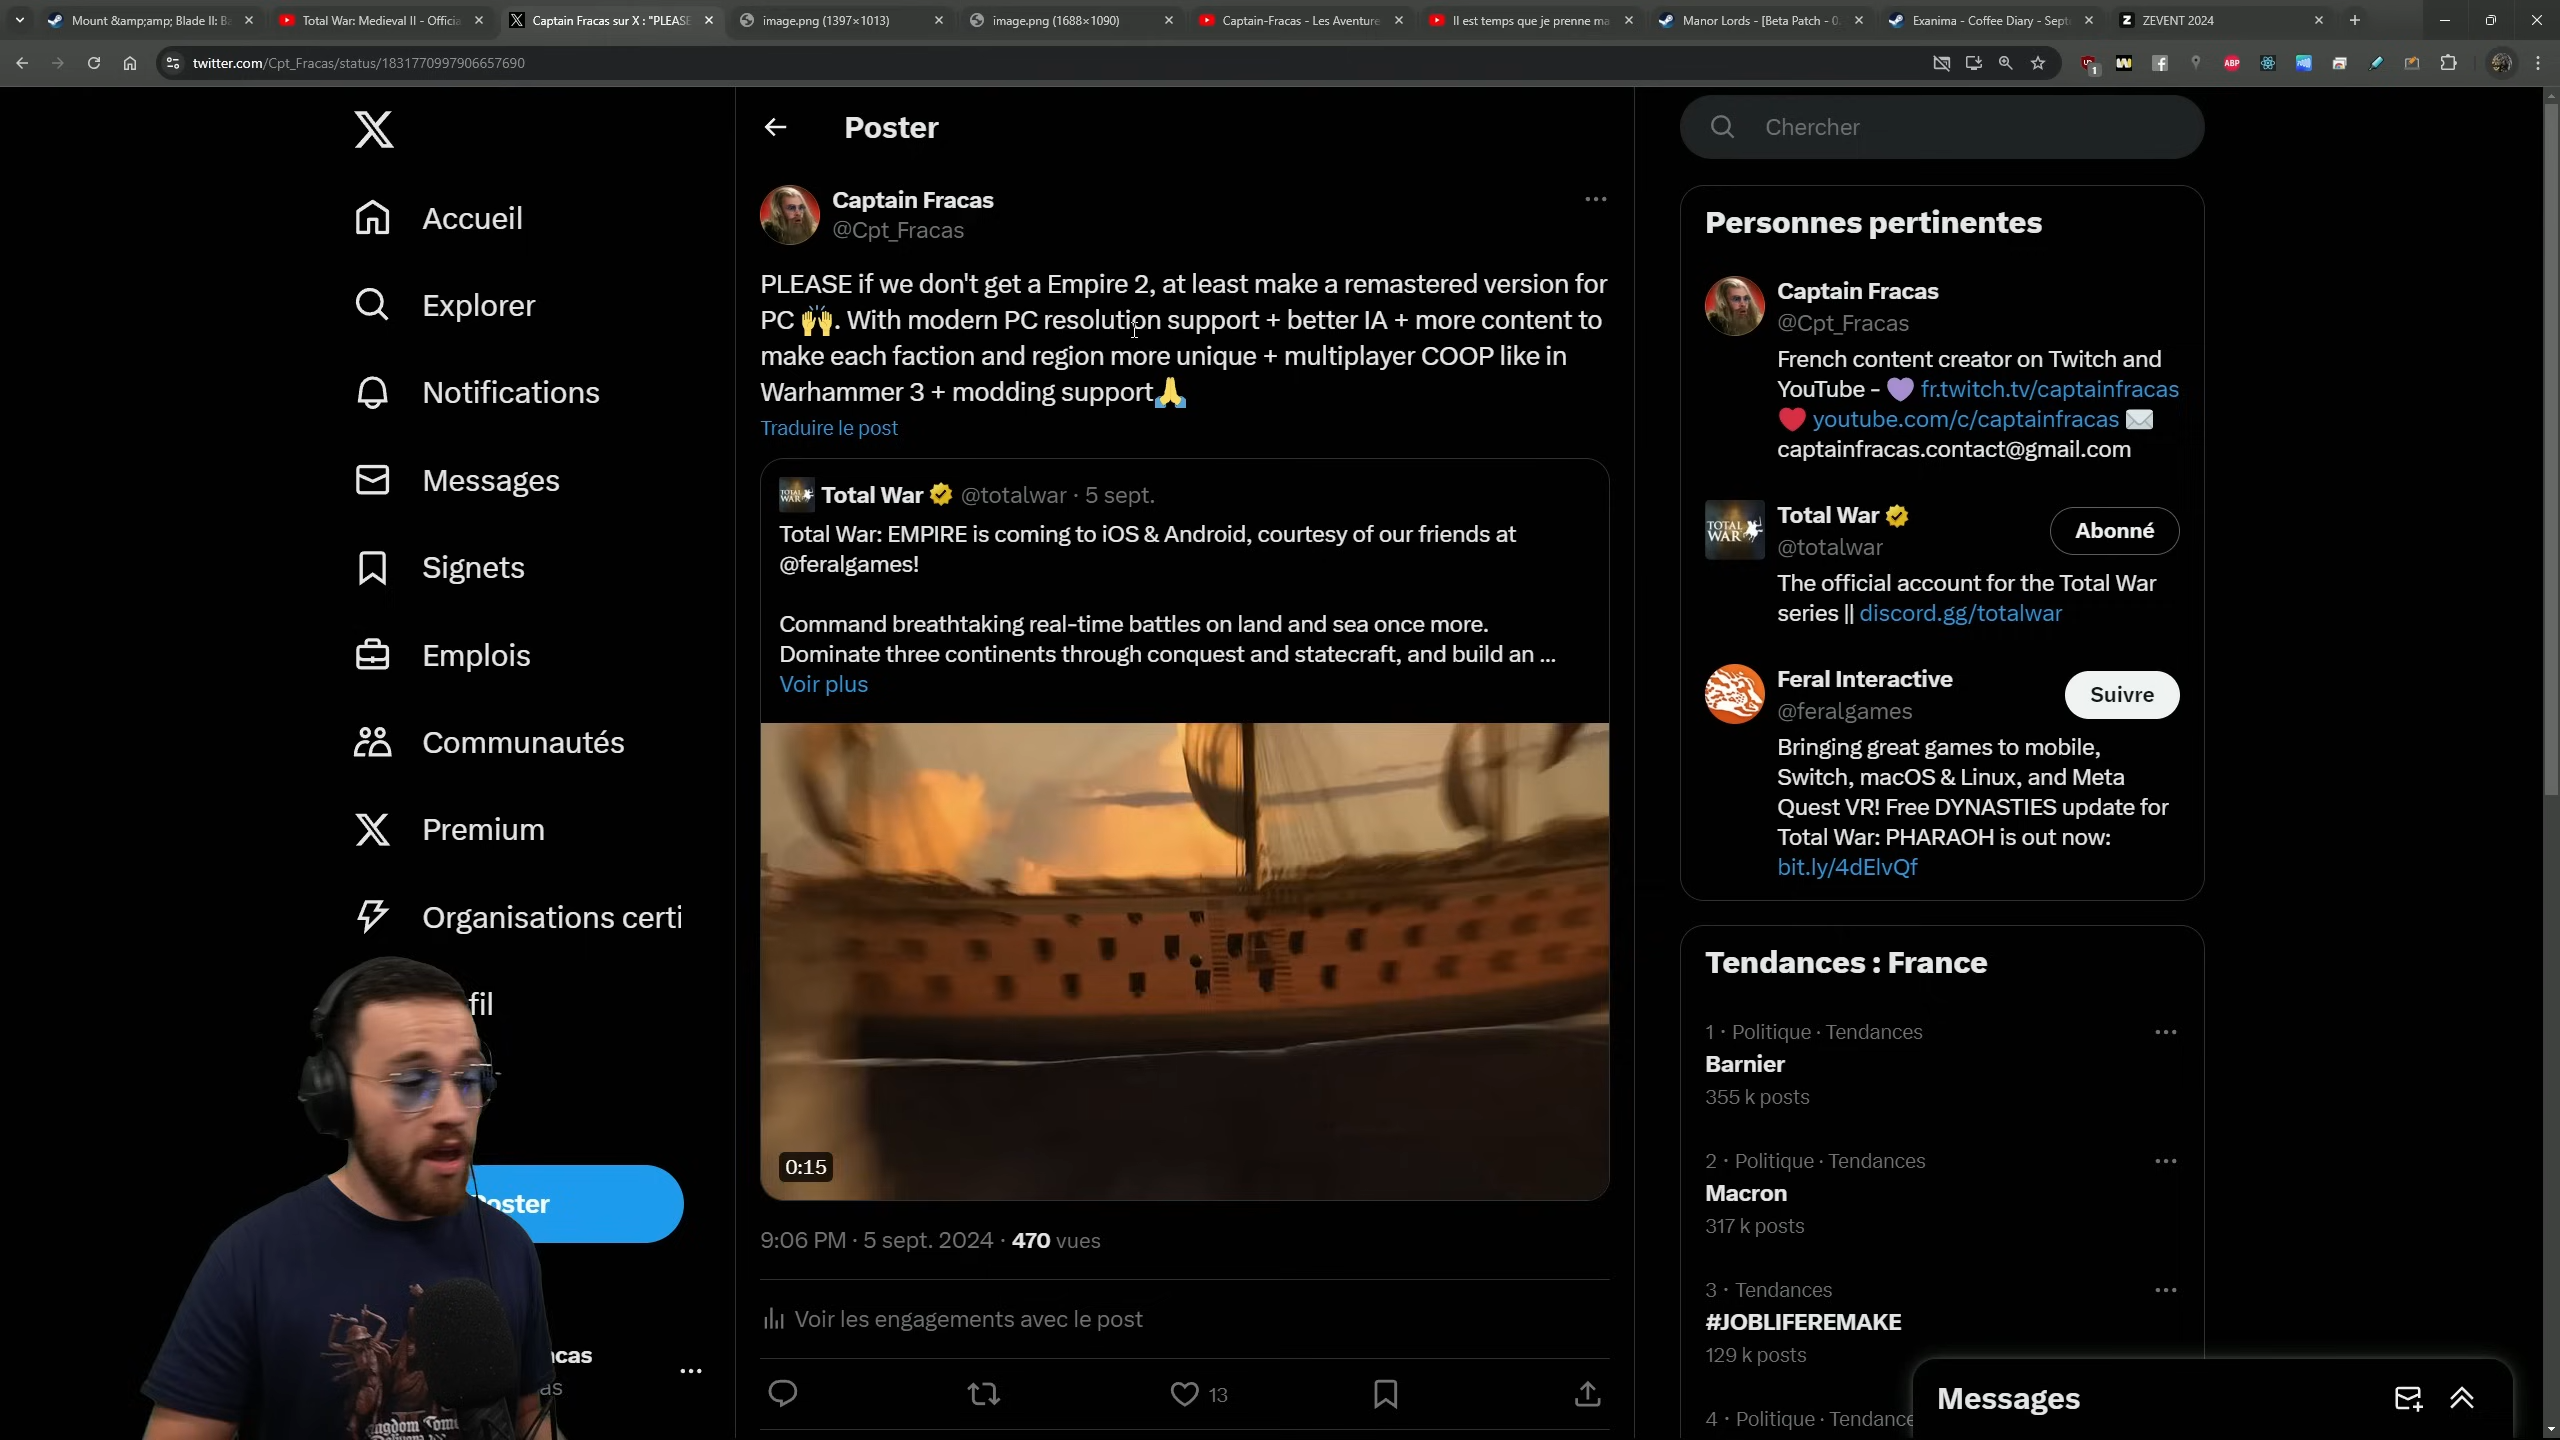 Mount &amp;amp; Blade II: Ba
Total War: Medieval II - Officia
Captain Fracas sur X : "PLEASE
image.png (1397×1013)
image.png (1688×1090)
Captain-Fracas - Les Aventure
Il est temps que je prenne ma
Manor Lords - [Beta Patch - 0.
Exanima - Coffee Diary - Sept
ZEVENT 2024
twitter.com/Cpt_Fracas/status/1831770997906657690
Accueil
Explorer
Notifications
Messages
Signets
Emplois
Communautés
Premium
Organisations certi
fil
Poster
acas
as
Poster
Captain Fracas
@Cpt_Fracas
PLEASE if we don't get a Empire 2, at least make a remastered version for
PC 🙌. With modern PC resolution support + better IA + more content to
make each faction and region more unique + multiplayer COOP like in
Warhammer 3 + modding support🙏
Traduire le post
Total War @totalwar · 5 sept.
Total War: EMPIRE is coming to iOS & Android, courtesy of our friends at
@feralgames!
Command breathtaking real-time battles on land and sea once more.
Dominate three continents through conquest and statecraft, and build an ...
Voir plus
0:15
9:06 PM · 5 sept. 2024 · 470 vues
Voir les engagements avec le post
13
Chercher
Personnes pertinentes
Captain Fracas
@Cpt_Fracas
French content creator on Twitch and
YouTube - 💜 fr.twitch.tv/captainfracas
❤️ youtube.com/c/captainfracas ✉️
captainfracas.contact@gmail.com
Total War
@totalwar
Abonné
The official account for the Total War
series || discord.gg/totalwar
Feral Interactive
@feralgames
Suivre
Bringing great games to mobile,
Switch, macOS & Linux, and Meta
Quest VR! Free DYNASTIES update for
Total War: PHARAOH is out now:
bit.ly/4dElvQf
Tendances : France
1 · Politique · Tendances
Barnier
355 k posts
2 · Politique · Tendances
Macron
317 k posts
3 · Tendances
#JOBLIFEREMAKE
129 k posts
4 · Politique · Tendance
Messages